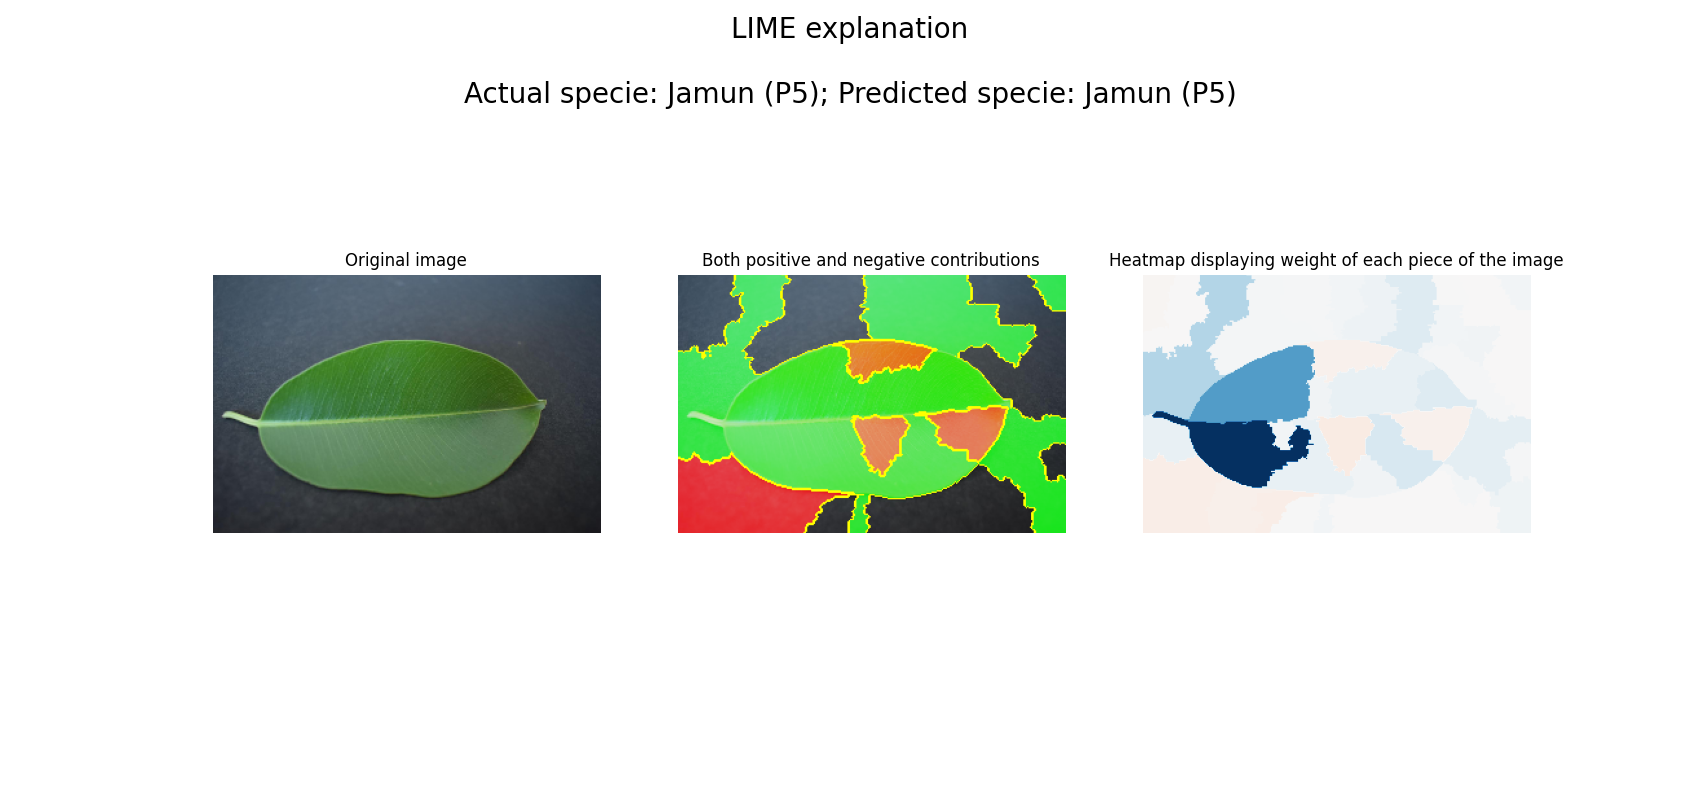 LIME explanation
Actual specie: Jamun (P5); Predicted specie: Jamun (P5)
Original image
Both positive and negative contributions
Heatmap displaying weight of each piece of the image